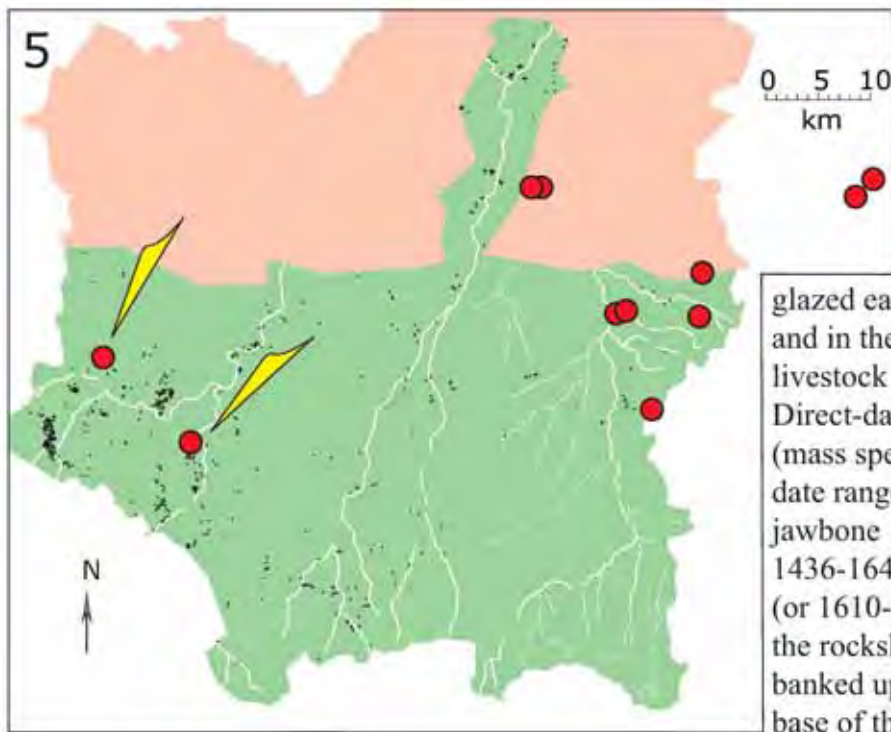 5
0 5 10
km
N
glazed ea
and in the
livestock
Direct-da
(mass spe
date rang
jawbone
1436-164
(or 1610-
the rocksl
banked up
base of th